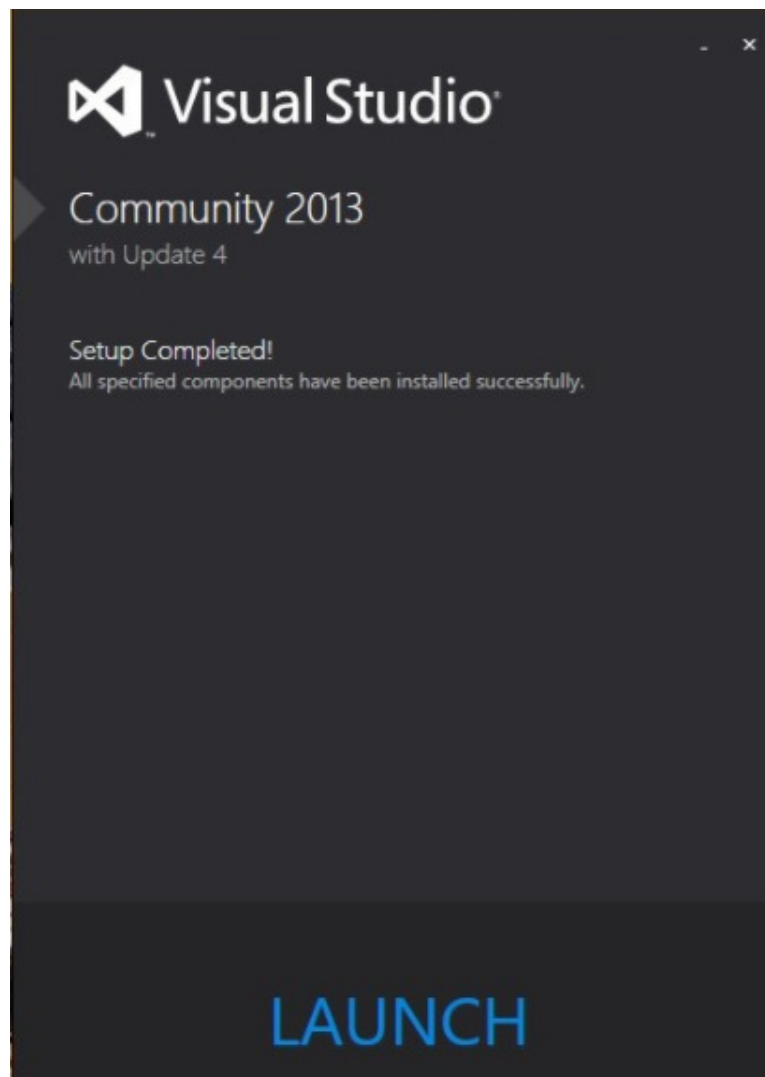 Visual Studio®
Community 2013
with Update 4
Setup Completed!
All specified components have been installed successfully.
LAUNCH